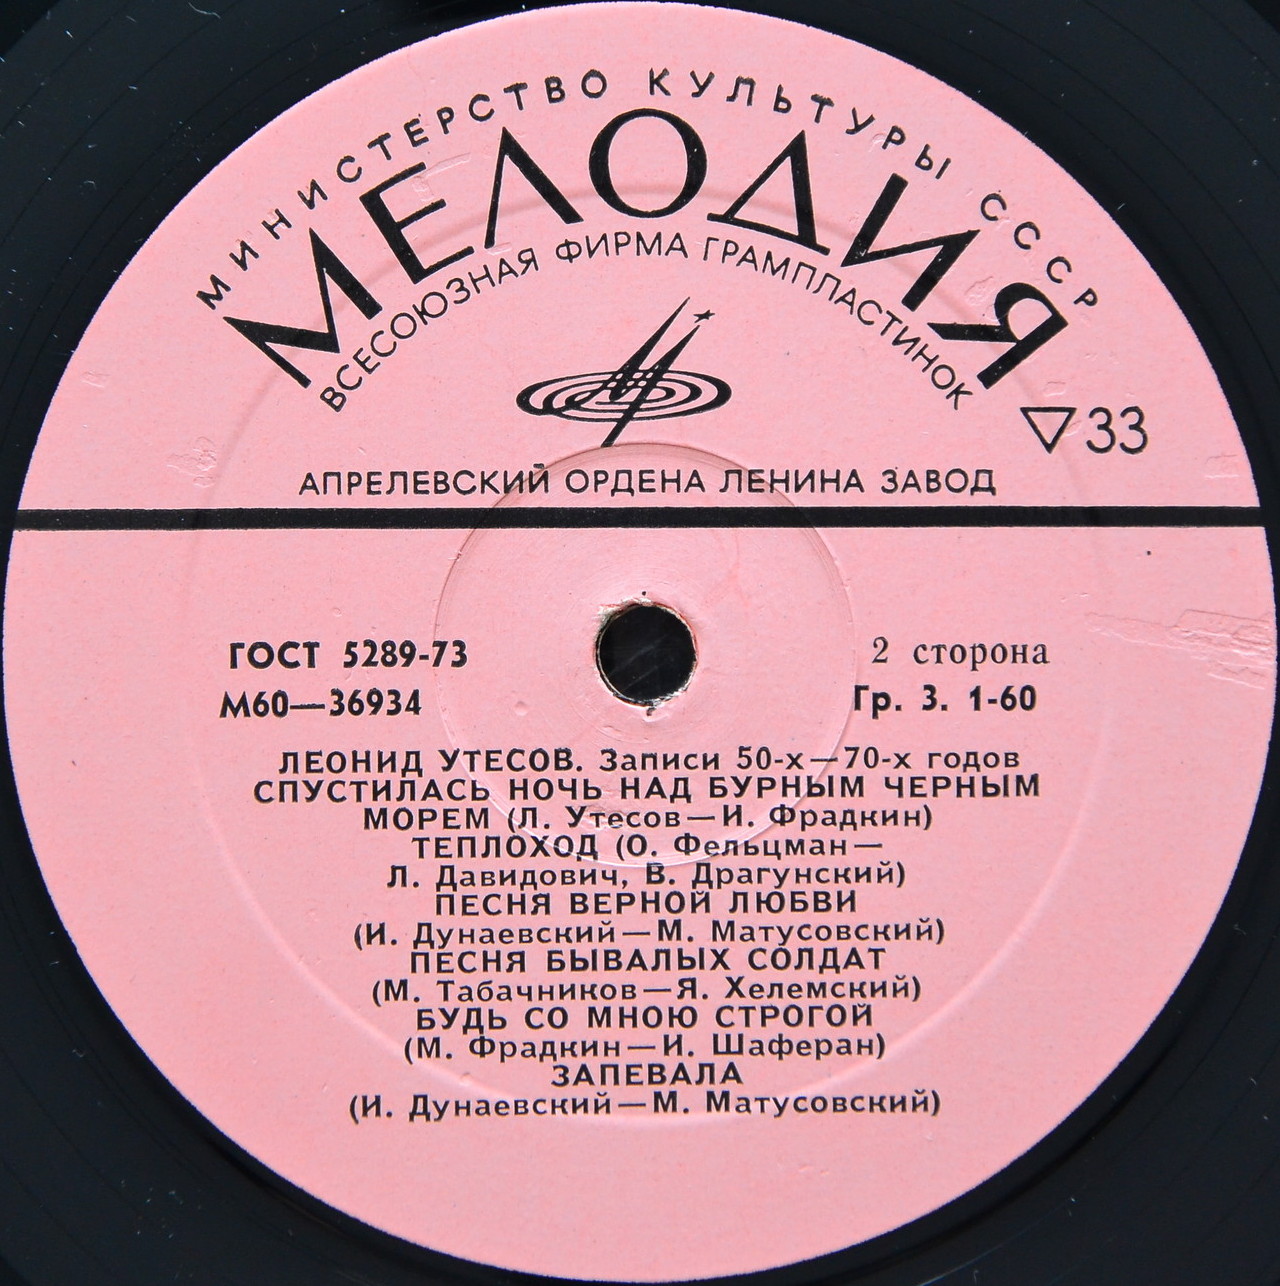 МИНИСТЕРСТВО КУЛЬТУРЫ СССР
МЕЛОДИЯ
ВСЕСОЮЗНАЯ ФИРМА ГРАМПЛАСТИНОК
33
АПРЕЛЕВСКИЙ ОРДЕНА ЛЕНИНА ЗАВОД
ГОСТ 5289-73
2 сторона
М60—36934
Гр. 3. 1-60
ЛЕОНИД УТЕСОВ. Записи 50-х—70-х годов
СПУСТИЛАСЬ НОЧЬ НАД БУРНЫМ ЧЕРНЫМ
МОРЕМ (Л. Утесов—И. Фрадкин)
ТЕПЛОХОД (О. Фельцман—
Л. Давидович, В. Драгунский)
ПЕСНЯ ВЕРНОЙ ЛЮБВИ
(И. Дунаевский—М. Матусовский)
ПЕСНЯ БЫВАЛЫХ СОЛДАТ
(М. Табачников—Я. Хелемский)
БУДЬ СО МНОЮ СТРОГОЙ
(М. Фрадкин—И. Шаферан)
ЗАПЕВАЛА
(И. Дунаевский—М. Матусовский)